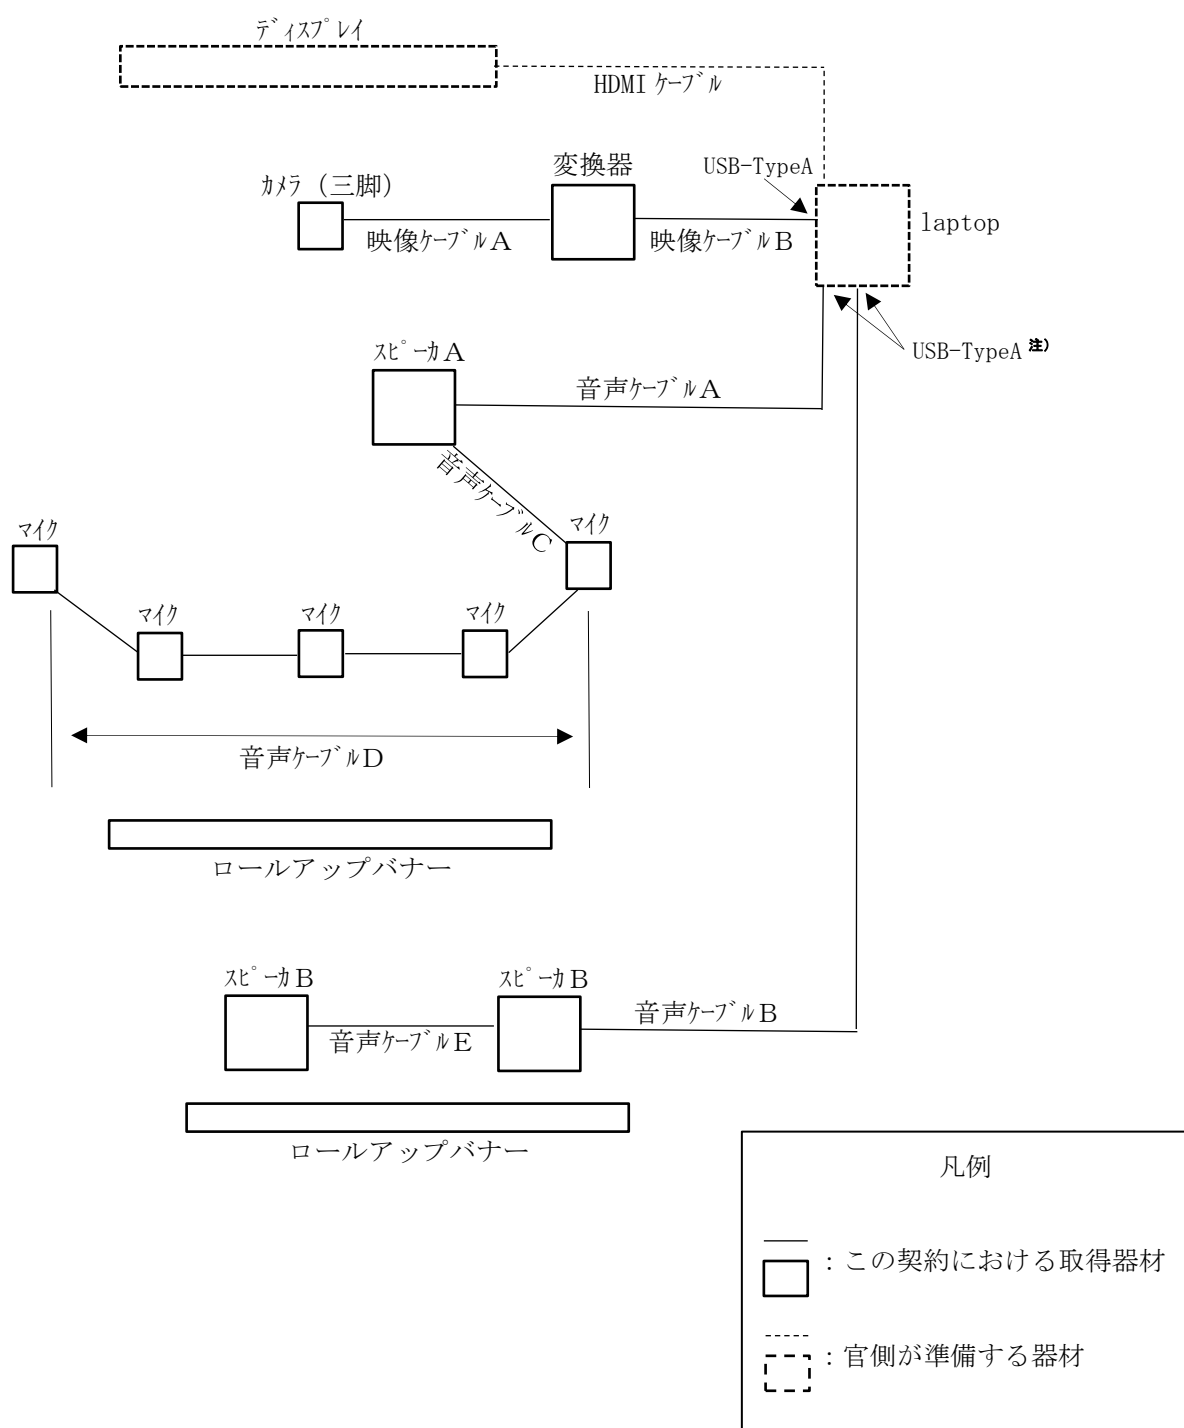 ﾃﾞｨｽﾌﾟﾚｲ
HDMI ｹｰﾌﾞﾙ
変換器
USB-TypeA
ｶﾒﾗ（三脚）
laptop
映像ｹｰﾌﾞﾙA
映像ｹｰﾌﾞﾙB
USB-TypeA 注）
ｽﾋﾟｰｶA
音声ｹｰﾌﾞﾙA
音声ｹｰﾌﾞﾙC
ﾏｲｸ
ﾏｲｸ
ﾏｲｸ
ﾏｲｸ
ﾏｲｸ
音声ｹｰﾌﾞﾙD
ロールアップバナー
ｽﾋﾟｰｶB
ｽﾋﾟｰｶB
音声ｹｰﾌﾞﾙB
音声ｹｰﾌﾞﾙE
ロールアップバナー
凡例
：この契約における取得器材
：官側が準備する器材